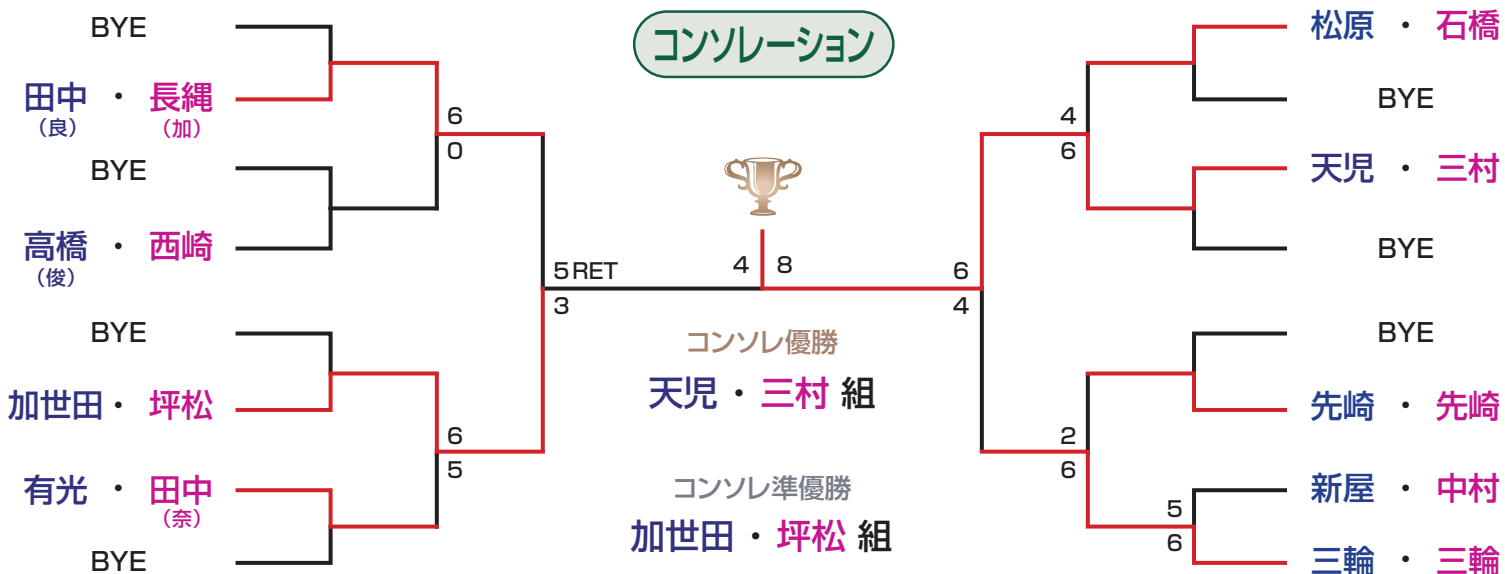 コンソレーション
BYE
田中 ・ 長縄
(良) (加)
6
0
BYE
高橋 ・ 西崎
(俊)
5RET
3
BYE
加世田・ 坪松
6
5
有光 ・ 田中
(奈)
BYE
4 8
コンソレ優勝
天児 ・ 三村 組
コンソレ準優勝
加世田 ・ 坪松 組
松原 ・ 石橋
BYE
4
6
天児 ・ 三村
BYE
6
4
BYE
先崎 ・ 先崎
2
6
新屋 ・ 中村
5
6
三輪 ・ 三輪